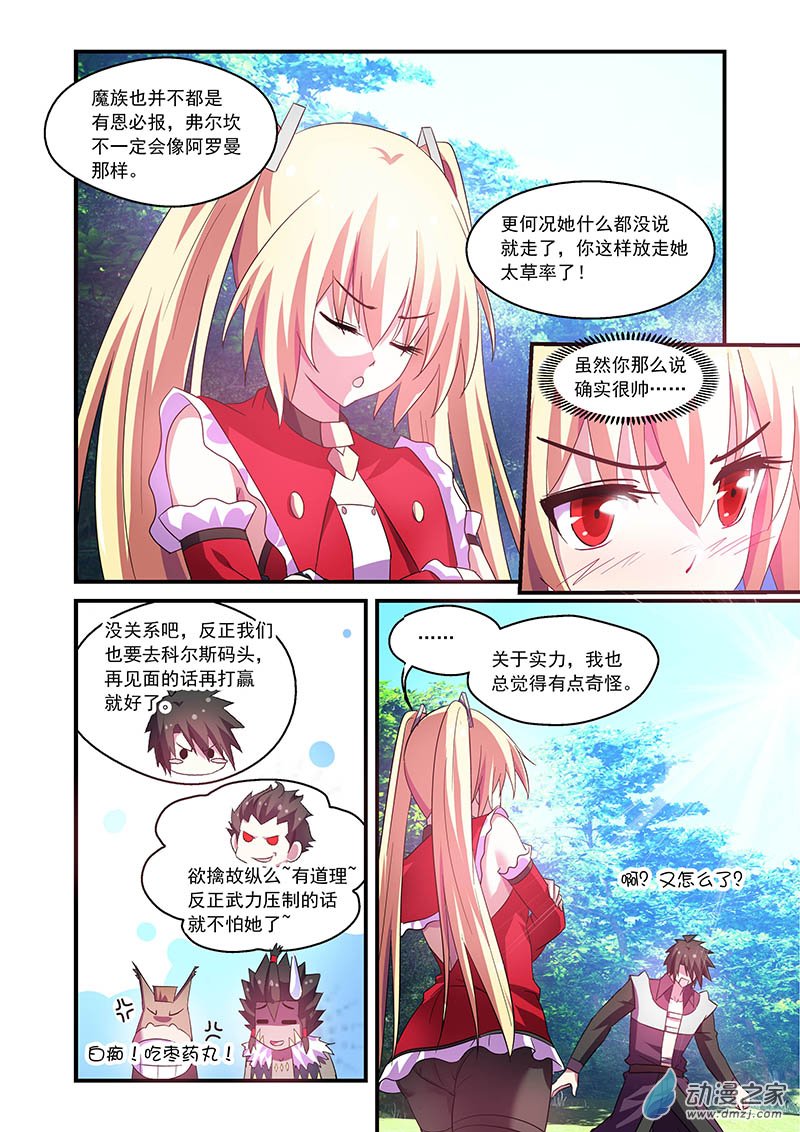 魔族也并不都是
有恩必报，弗尔坎
不一定会像阿罗曼
那样。
更何况她什么都没说
就走了，你这样放走她
太草率了！
虽然你那么说
确实很帅……
没关系吧，反正我们
也要去科尔斯码头，
再见面的话再打赢
就好了。
欲擒故纵么~有道理~
反正武力压制的话
就不怕她了~
白痴！吃枣药丸！
……
关于实力，我也
总觉得有点奇怪。
啊？又怎么了？
动漫之家
www.dmzj.com